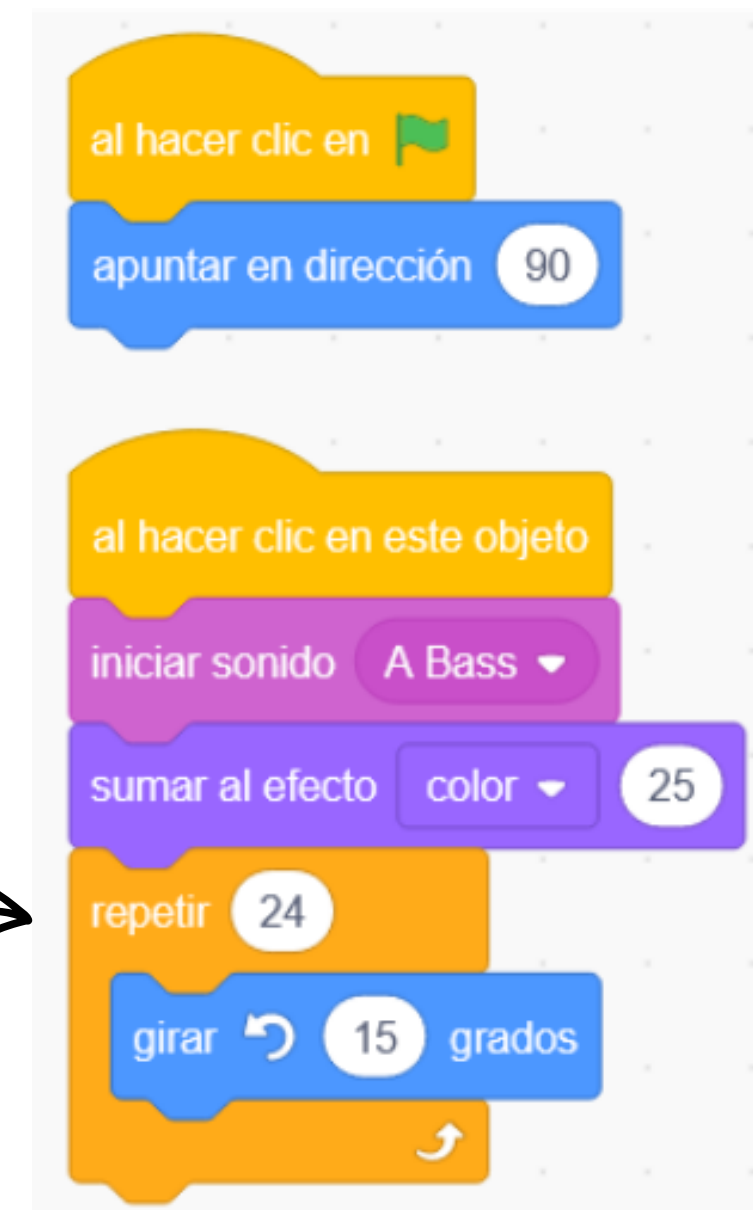 al hacer clic en
apuntar en dirección 90
al hacer clic en este objeto
iniciar sonido A Bass
sumar al efecto color 25
repetir 24
girar 15 grados